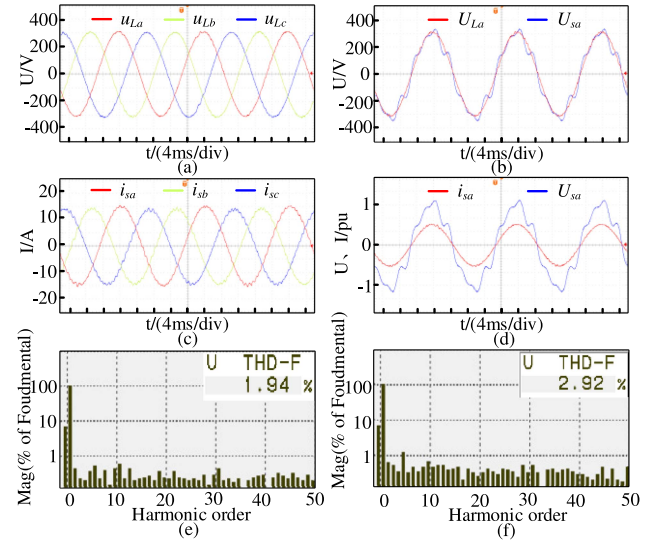 u_La u_Lb u_Lc
U/V
400
200
0
-200
-400
t/(4ms/div)
(a)
U_La U_sa
U/V
400
200
0
-200
-400
t/(4ms/div)
(b)
i_sa i_sb i_sc
I/A
20
10
0
-10
-20
t/(4ms/div)
(c)
i_sa U_sa
U、I/pu
1
0
-1
t/(4ms/div)
(d)
U THD-F
1.94 %
Mag(% of Foudmental)
100
10
1
0 10 20 30 40 50
Harmonic order
(e)
U THD-F
2.92 %
Mag(% of Foudmental)
100
10
1
0 10 20 30 40 50
Harmonic order
(f)